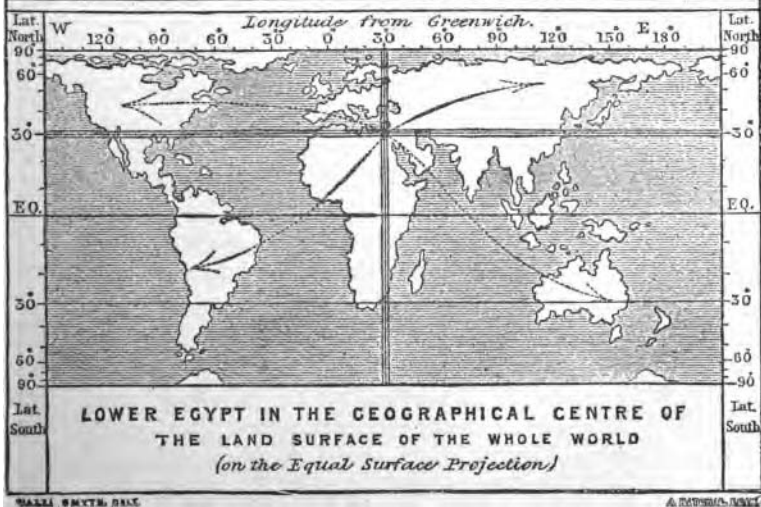 Longitude from Greenwich.
Lat. North W 120° 90° 60° 30° 0° 30° 60° 90° 120° E. 150° 180° Lat. North
90° 90
60° 60°
30° 30°
EQ. EQ.
30° 30°
60° 60°
90° 90
Lat. South Lat. South
LOWER EGYPT IN THE GEOGRAPHICAL CENTRE OF
THE LAND SURFACE OF THE WHOLE WORLD
(on the Equal Surface Projection)
SMYTH, DELT.